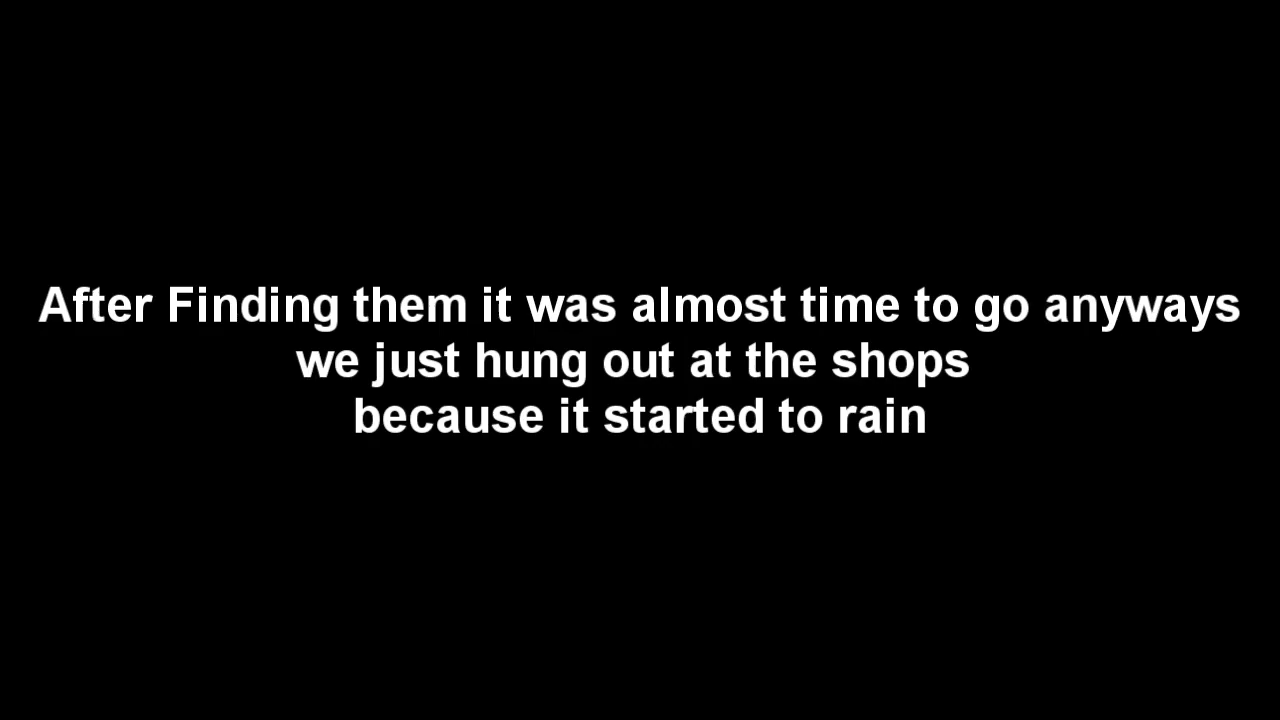 After Finding them it was almost time to go anyways
we just hung out at the shops
because it started to rain